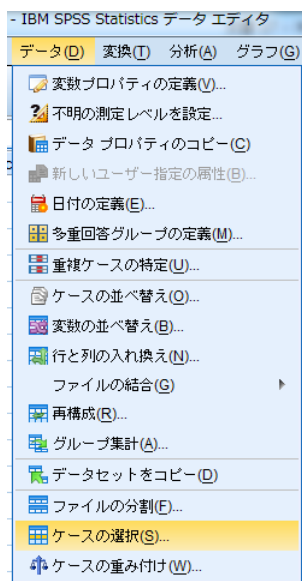 - IBM SPSS Statistics データ エディタ
データ(D) 変換(T) 分析(A) グラフ(G)
変数プロパティの定義(V)...
不明の測定レベルを設定...
データ プロパティのコピー(C)
新しいユーザー指定の属性(B)...
日付の定義(E)...
多重回答グループの定義(M)...
重複ケースの特定(U)...
ケースの並べ替え(O)...
変数の並べ替え(B)...
行と列の入れ換え(N)...
ファイルの結合(G)
再構成(R)...
グループ集計(A)...
データセットをコピー(D)
ファイルの分割(F)...
ケースの選択(S)...
ケースの重み付け(W)...